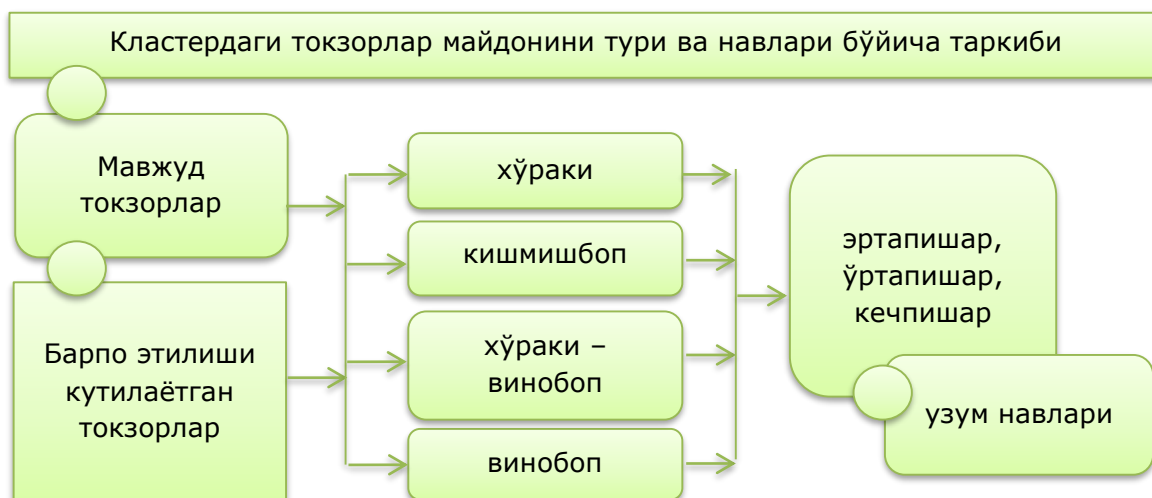 Кластердаги токзорлар майдонини тури ва навлари бўйича таркиби
Мавжуд
токзорлар
Барпо этилиши
кутилаётган
токзорлар
хўраки
кишмишбоп
хўраки –
винобоп
винобоп
эртапишар,
ўртапишар,
кечпишар
узум навлари